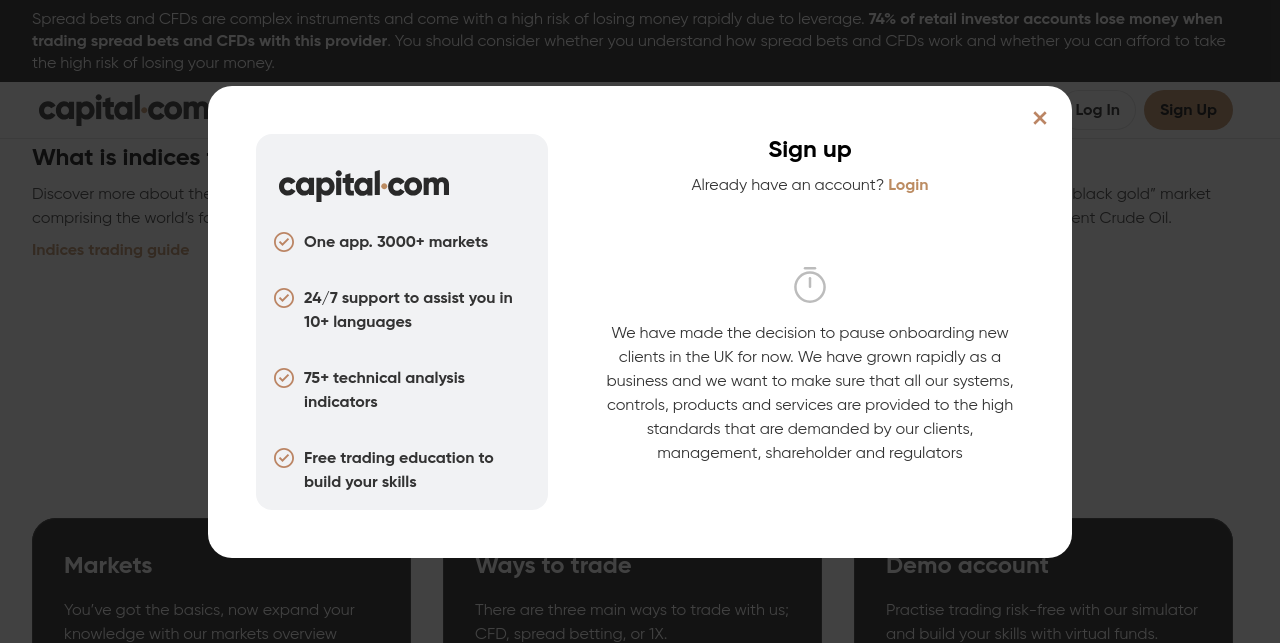 Spread bets and CFDs are complex instruments and come with a high risk of losing money rapidly due to leverage. 74% of retail investor accounts lose money when
trading spread bets and CFDs with this provider. You should consider whether you understand how spread bets and CFDs work and whether you can afford to take
the high risk of losing your money.
capital.com
Log In
Sign Up
What is indices
Discover more about the
black gold” market
comprising the world’s
Crude Oil.
Indices trading guide
capital.com
One app. 3000+ markets
24/7 support to assist you in
10+ languages
75+ technical analysis
indicators
Free trading education to
build your skills
Sign up
Already have an account? Login
We have made the decision to pause onboarding new
clients in the UK for now. We have grown rapidly as a
business and we want to make sure that all our systems,
controls, products and services are provided to the high
standards that are demanded by our clients,
management, shareholder and regulators
Markets
You’ve got the basics, now expand your
knowledge with our markets overview
Ways to trade
There are three main ways to trade with us;
CFD, spread betting, or 1X.
Demo account
Practise trading risk-free with our simulator
and build your skills with virtual funds.